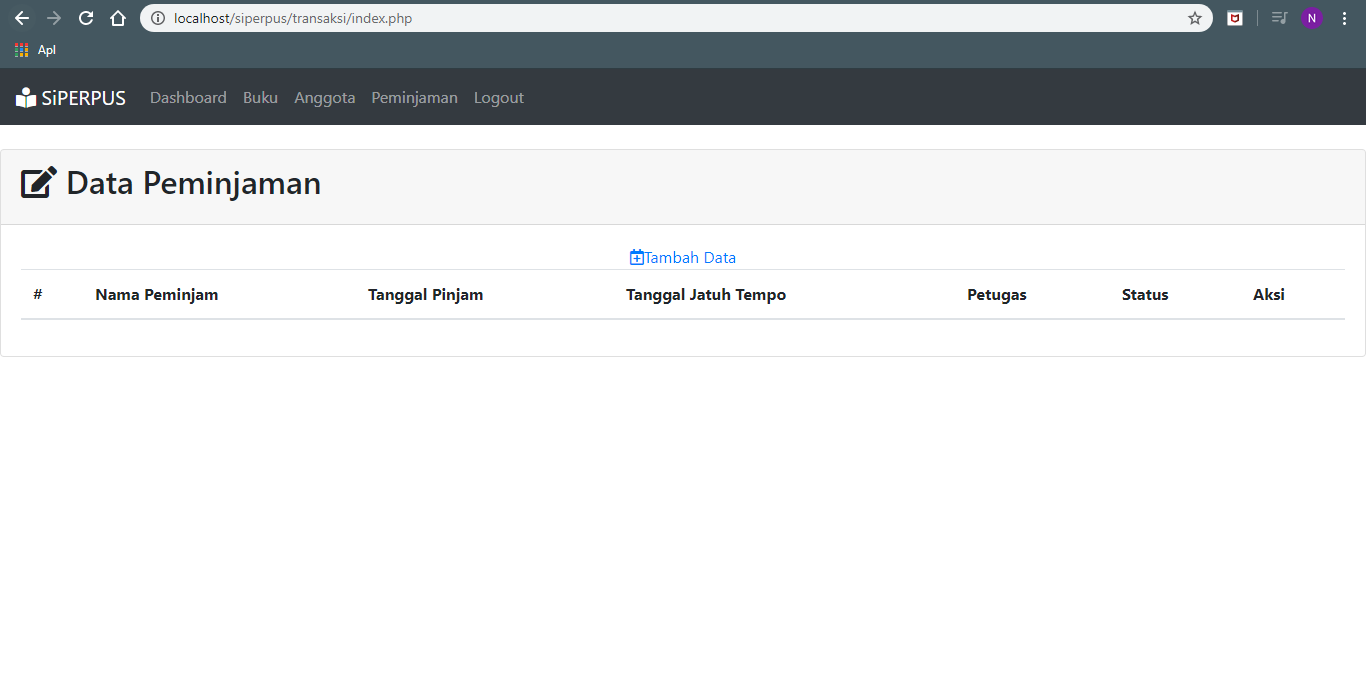 localhost/siperpus/transaksi/index.php
N
Apl
SiPERPUS Dashboard Buku Anggota Peminjaman Logout
Data Peminjaman
Tambah Data
# Nama Peminjam Tanggal Pinjam Tanggal Jatuh Tempo Petugas Status Aksi